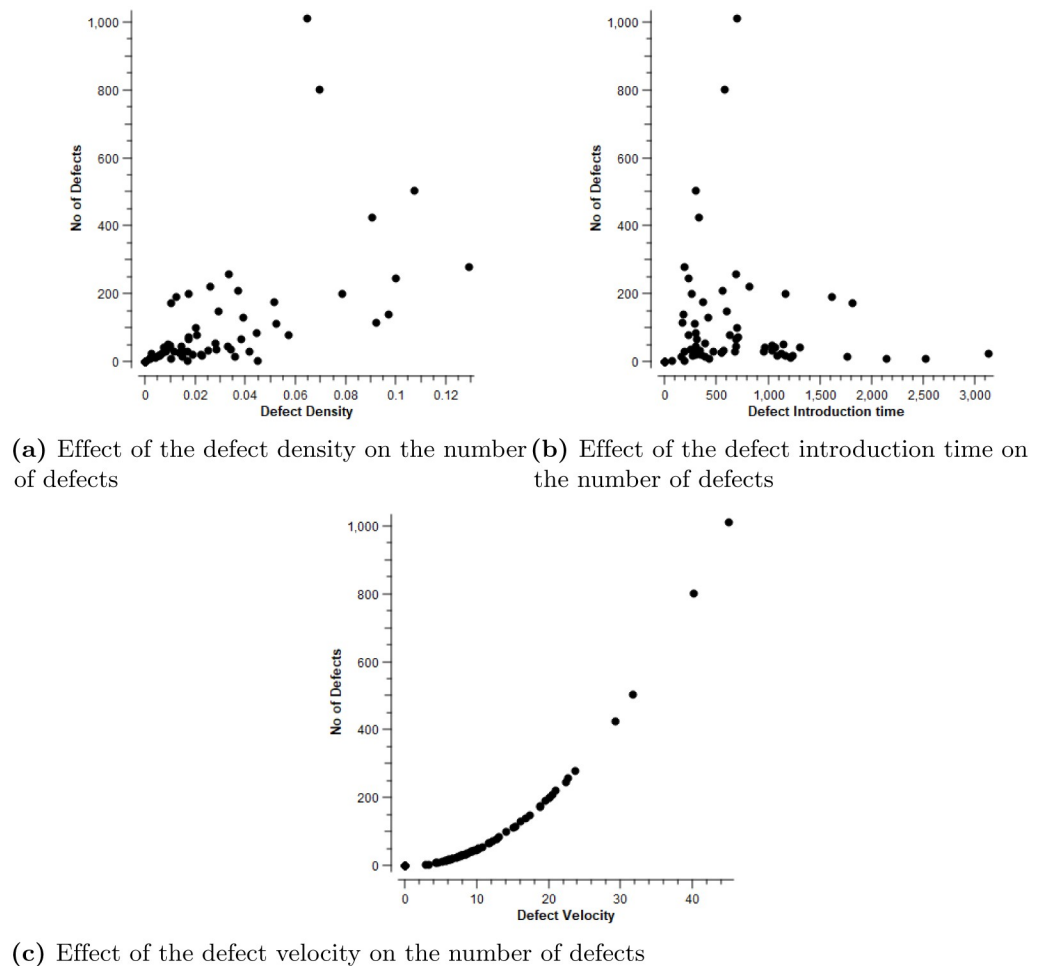 1,000
800
600
400
200
0
No of Defects
0 0.02 0.04 0.06 0.08 0.1 0.12
Defect Density
1,000
800
600
400
200
0
No of Defects
0 500 1,000 1,500 2,000 2,500 3,000
Defect Introduction time
(a) Effect of the defect density on the number
of defects
(b) Effect of the defect introduction time on
the number of defects
1,000
800
600
400
200
0
No of Defects
0 10 20 30 40
Defect Velocity
(c) Effect of the defect velocity on the number of defects